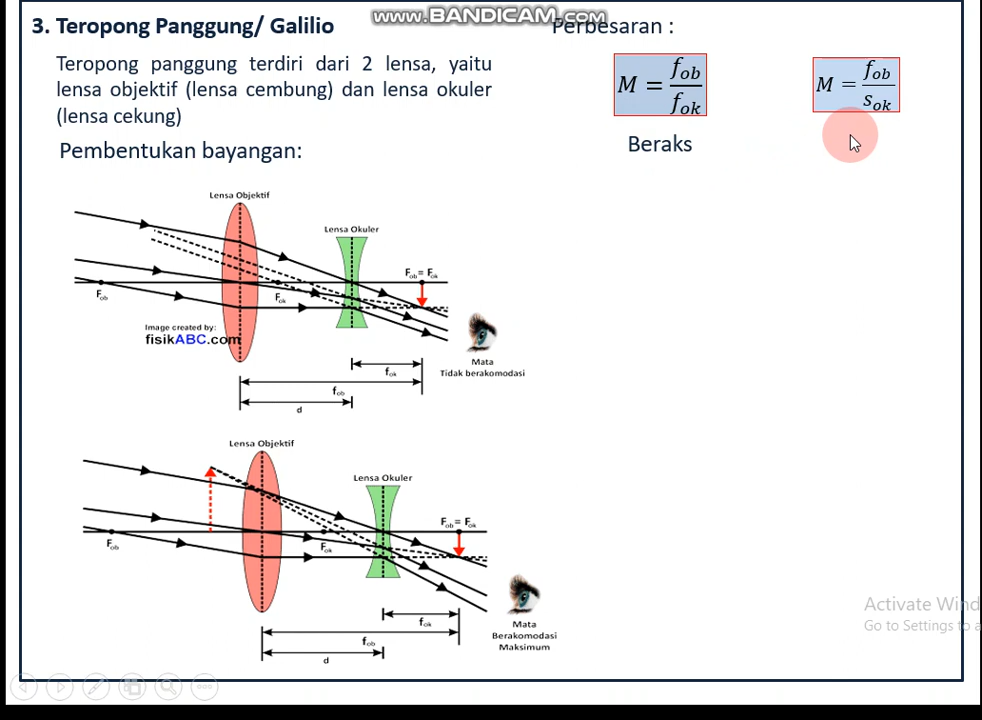 www.BANDICAM.com
3. Teropong Panggung/ Galilio
Teropong panggung terdiri dari 2 lensa, yaitu
lensa objektif (lensa cembung) dan lensa okuler
(lensa cekung)
Pembentukan bayangan:
Perbesaran :
M = fob/fok
M = fob/sok
Beraks
Lensa Objektif
Lensa Okuler
Fob= Fok
Fob
Fok
Image created by:
fisikABC.com
Mata
Tidak berakomodasi
fok
fob
d
Lensa Objektif
Lensa Okuler
Fob= Fok
Fob
Fok
Mata
Berakomodasi
Maksimum
fok
fob
d
Activate Wind
Go to Settings to a